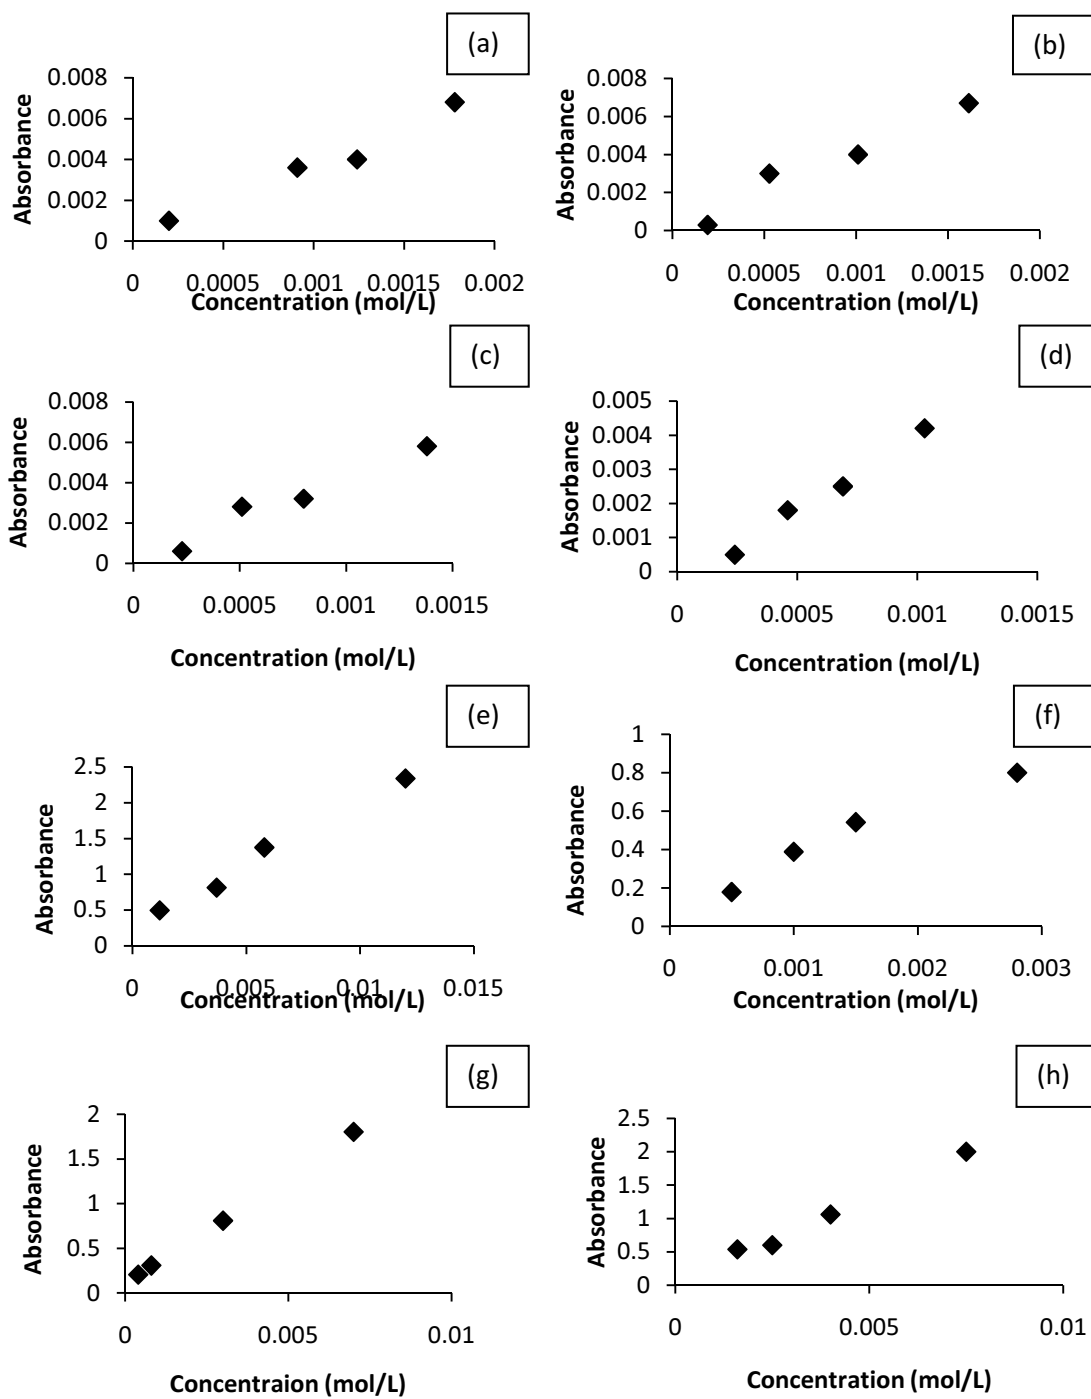 (a)
Absorbance
0.008
0.006
0.004
0.002
0
0 0.0005 0.001 0.0015 0.002
Concentration (mol/L)
(b)
Absorbance
0.008
0.006
0.004
0.002
0
0 0.0005 0.001 0.0015 0.002
Concentration (mol/L)
(c)
Absorbance
0.008
0.006
0.004
0.002
0
0 0.0005 0.001 0.0015
Concentration (mol/L)
(d)
Absorbance
0.005
0.004
0.003
0.002
0.001
0
0 0.0005 0.001 0.0015
Concentration (mol/L)
(e)
Absorbance
2.5
2
1.5
1
0.5
0
0 0.005 0.01 0.015
Concentration (mol/L)
(f)
Absorbance
1
0.8
0.6
0.4
0.2
0
0 0.001 0.002 0.003
Concentration (mol/L)
(g)
Absorbance
2
1.5
1
0.5
0
0 0.005 0.01
Concentraion (mol/L)
(h)
Absorbance
2.5
2
1.5
1
0.5
0
0 0.005 0.01
Concentration (mol/L)